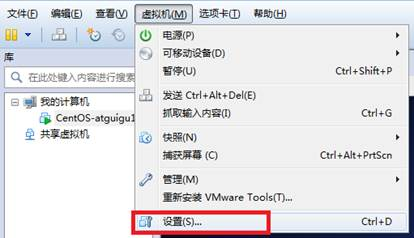 文件(F) 编辑(E) 查看(V) 虚拟机(M) 选项卡(T) 帮助(H)
库
在此处键入内容进行搜索
我的计算机
CentOS-atguigu1
共享虚拟机
电源(P)
可移动设备(D)
暂停(U) Ctrl+Shift+P
发送 Ctrl+Alt+Del(E)
抓取输入内容(I) Ctrl+G
快照(N)
捕获屏幕 (C) Ctrl+Alt+PrtScn
管理(M)
重新安装 VMware Tools(T)...
设置(S)... Ctrl+D